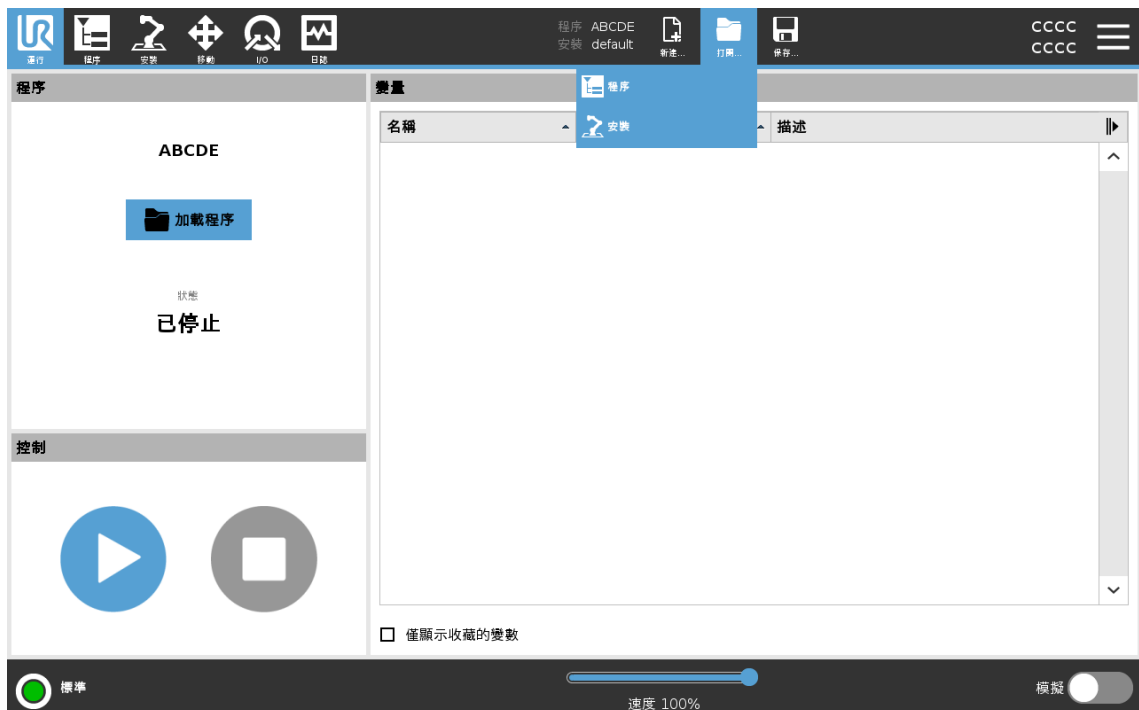 程序 ABCDE
安裝 default
CCCC
CCCC
運行
程序
安裝
移動
I/O
日誌
新建...
打開...
保存...
程序
安裝
程序
變量
名稱
描述
ABCDE
加載程序
狀態
已停止
控制
僅顯示收藏的變數
標準
速度 100%
模擬